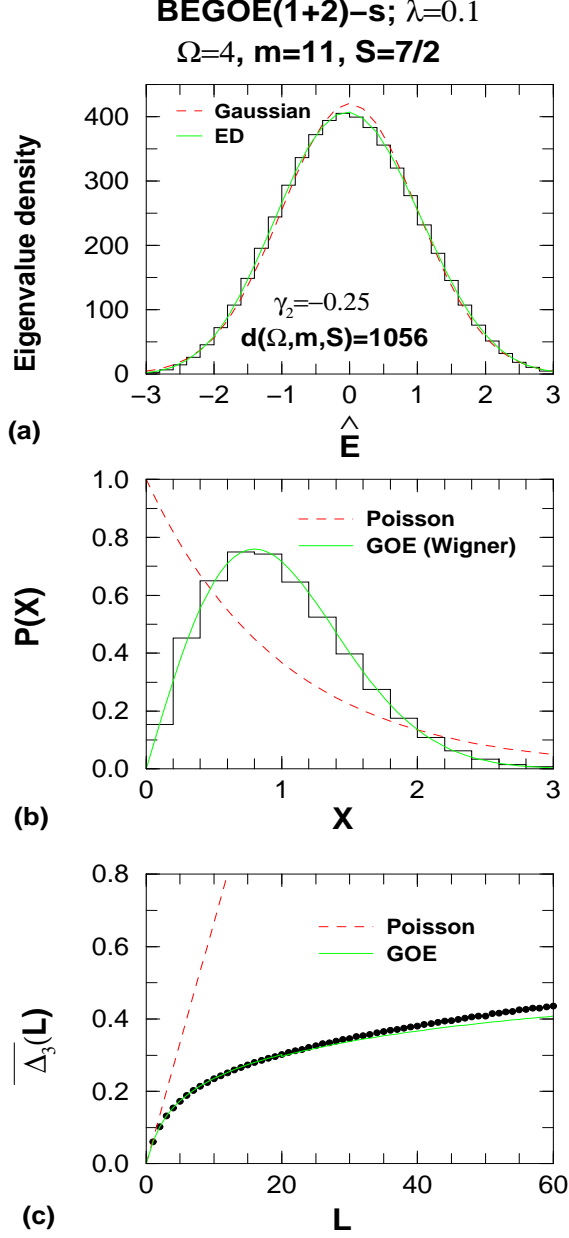 BEGOE(1+2)−s; λ=0.1
Ω=4, m=11, S=7/2
Eigenvalue density
400
300
200
100
0
Gaussian
ED
γ₂=−0.25
d(Ω,m,S)=1056
−3 −2 −1 0 1 2 3
(a)
^
E
P(X)
1.0
0.8
0.6
0.4
0.2
0.0
Poisson
GOE (Wigner)
0 1 2 3
(b)
X
Δ₃(L)
0.8
0.6
0.4
0.2
0.0
Poisson
GOE
0 20 40 60
(c)
L